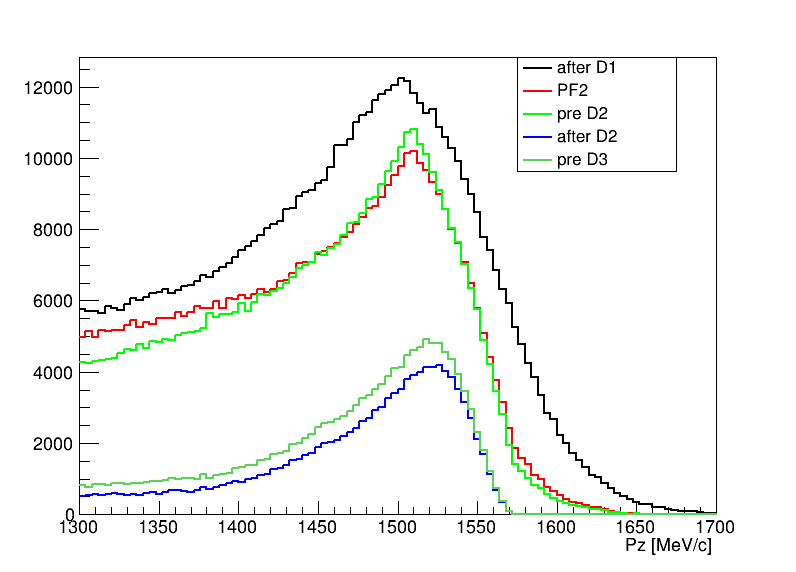 after D1
PF2
pre D2
after D2
pre D3
12000
10000
8000
6000
4000
2000
0
1300 1350 1400 1450 1500 1550 1600 1650 1700
Pz [MeV/c]